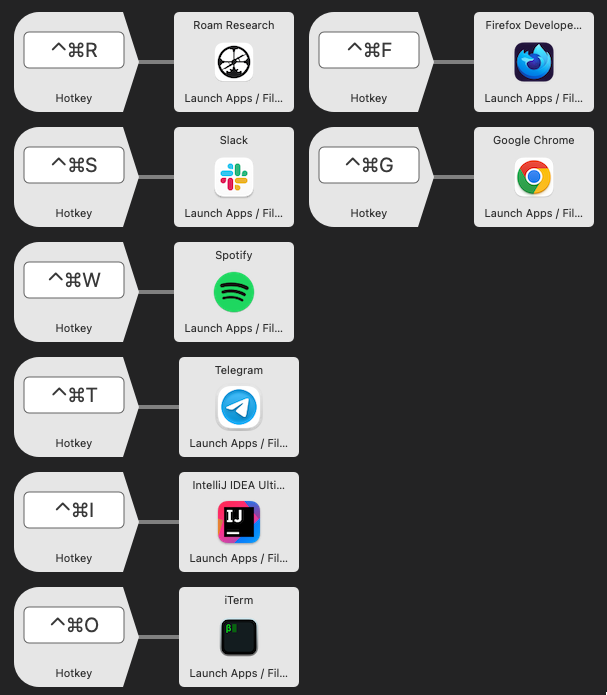 ⌃⌘R
Hotkey
Roam Research
Launch Apps / Fil...
⌃⌘F
Hotkey
Firefox Develope...
Launch Apps / Fil...
⌃⌘S
Hotkey
Slack
Launch Apps / Fil...
⌃⌘G
Hotkey
Google Chrome
Launch Apps / Fil...
⌃⌘W
Hotkey
Spotify
Launch Apps / Fil...
⌃⌘T
Hotkey
Telegram
Launch Apps / Fil...
⌃⌘I
Hotkey
IntelliJ IDEA Ulti...
IJ
Launch Apps / Fil...
⌃⌘O
Hotkey
iTerm
β
Launch Apps / Fil...